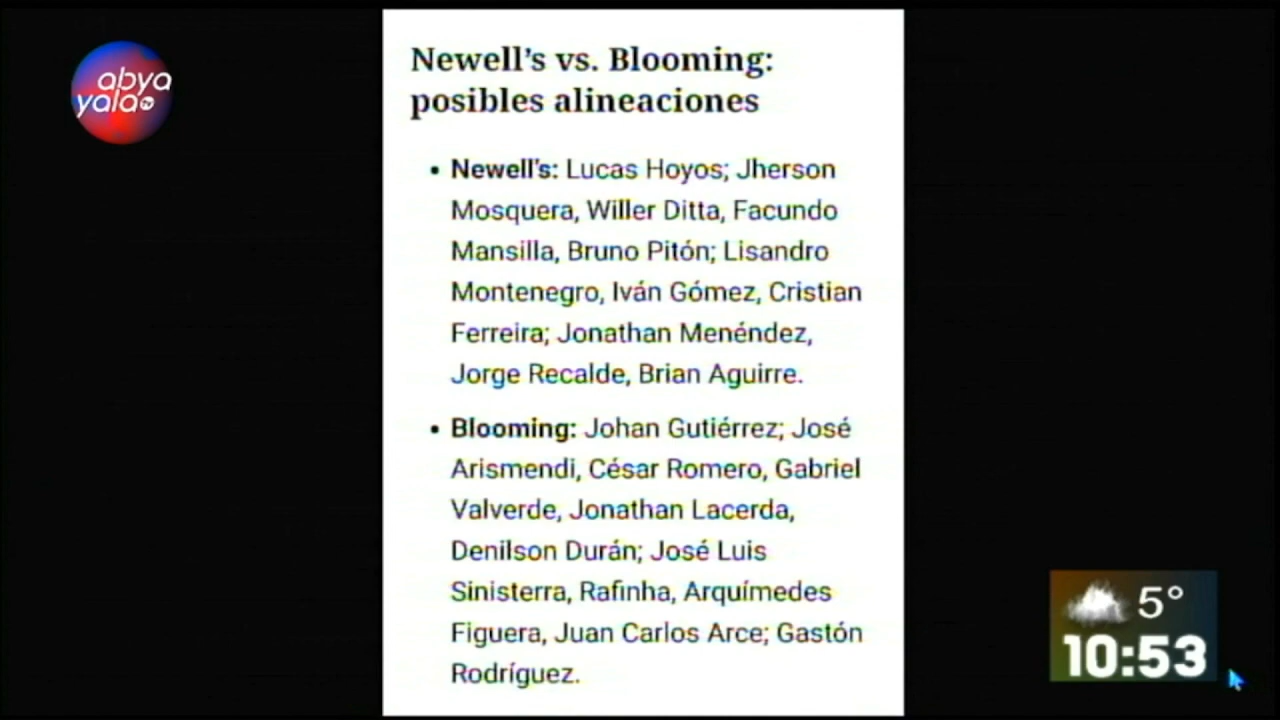 abya
yala tv
Newell’s vs. Blooming:
posibles alineaciones
• Newell's: Lucas Hoyos; Jherson
Mosquera, Willer Ditta, Facundo
Mansilla, Bruno Pitón; Lisandro
Montenegro, Iván Gómez, Cristian
Ferreira; Jonathan Menéndez,
Jorge Recalde, Brian Aguirre.
• Blooming: Johan Gutiérrez; José
Arismendi, César Romero, Gabriel
Valverde, Jonathan Lacerda,
Denilson Durán; José Luis
Sinisterra, Rafinha, Arquímedes
Figuera, Juan Carlos Arce; Gastón
Rodríguez.
5°
10:53